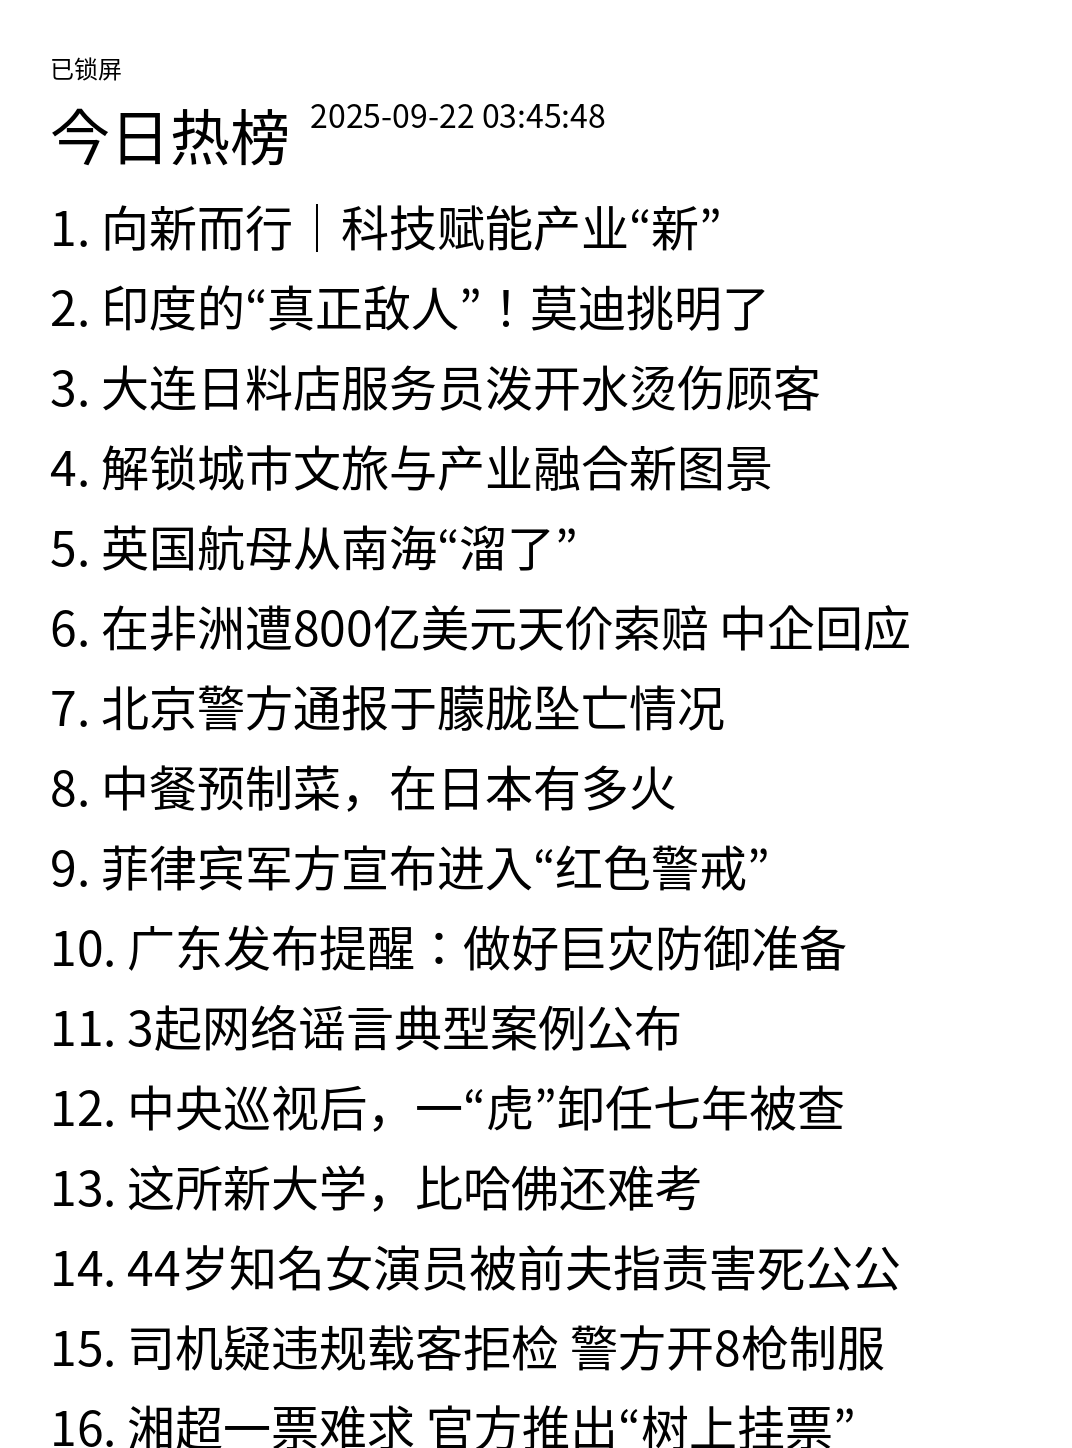 已锁屏
今日热榜 2025-09-22 03:45:48
1. 向新而行｜科技赋能产业“新”
2. 印度的“真正敌人”！莫迪挑明了
3. 大连日料店服务员泼开水烫伤顾客
4. 解锁城市文旅与产业融合新图景
5. 英国航母从南海“溜了”
6. 在非洲遭800亿美元天价索赔 中企回应
7. 北京警方通报于朦胧坠亡情况
8. 中餐预制菜，在日本有多火
9. 菲律宾军方宣布进入“红色警戒”
10. 广东发布提醒：做好巨灾防御准备
11. 3起网络谣言典型案例公布
12. 中央巡视后，一“虎”卸任七年被查
13. 这所新大学，比哈佛还难考
14. 44岁知名女演员被前夫指责害死公公
15. 司机疑违规载客拒检 警方开8枪制服
16. 湘超一票难求 官方推出“树上挂票”